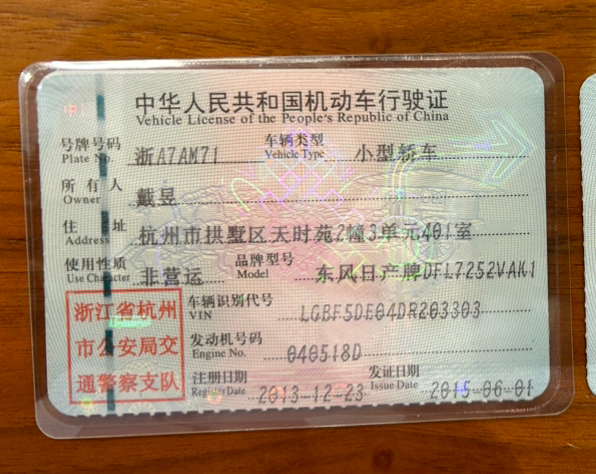 中华人民共和国机动车行驶证
Vehicle License of the People's Republic of China
号牌号码 浙A7AM71 车辆类型 小型轿车
Plate No. Vehicle Type
所有人 戴昱
Owner
住址 杭州市拱墅区天时苑2幢3单元401室
Address
使用性质 非营运 品牌型号 东风日产牌DFL7252VAK1
Use Character Model
浙江省杭州
市公安局交
通警察支队
车辆识别代号 LGBF5DE04DR203303
VIN
发动机号码 040518D
Engine No.
注册日期 2013-12-23 发证日期 2015-06-01
Register Date Issue Date